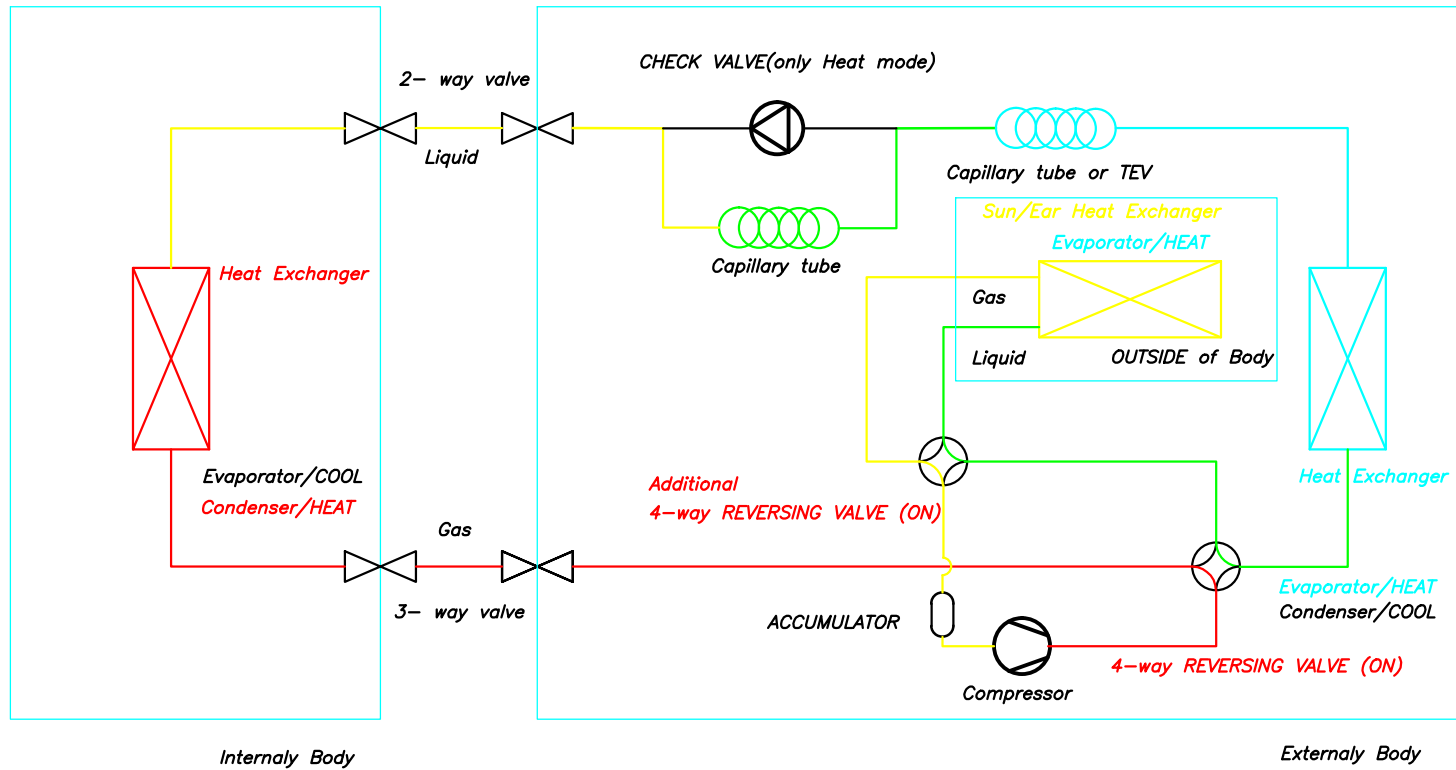 CHECK VALVE(only Heat mode)
2- way valve
Liquid
Capillary tube or TEV
Sun/Ear Heat Exchanger
Evaporator/HEAT
Capillary tube
Heat Exchanger
Gas
Liquid
OUTSIDE of Body
Evaporator/COOL
Condenser/HEAT
Additional
4-way REVERSING VALVE (ON)
Heat Exchanger
Gas
3- way valve
Evaporator/HEAT
Condenser/COOL
ACCUMULATOR
4-way REVERSING VALVE (ON)
Compressor
Internaly Body
Externaly Body